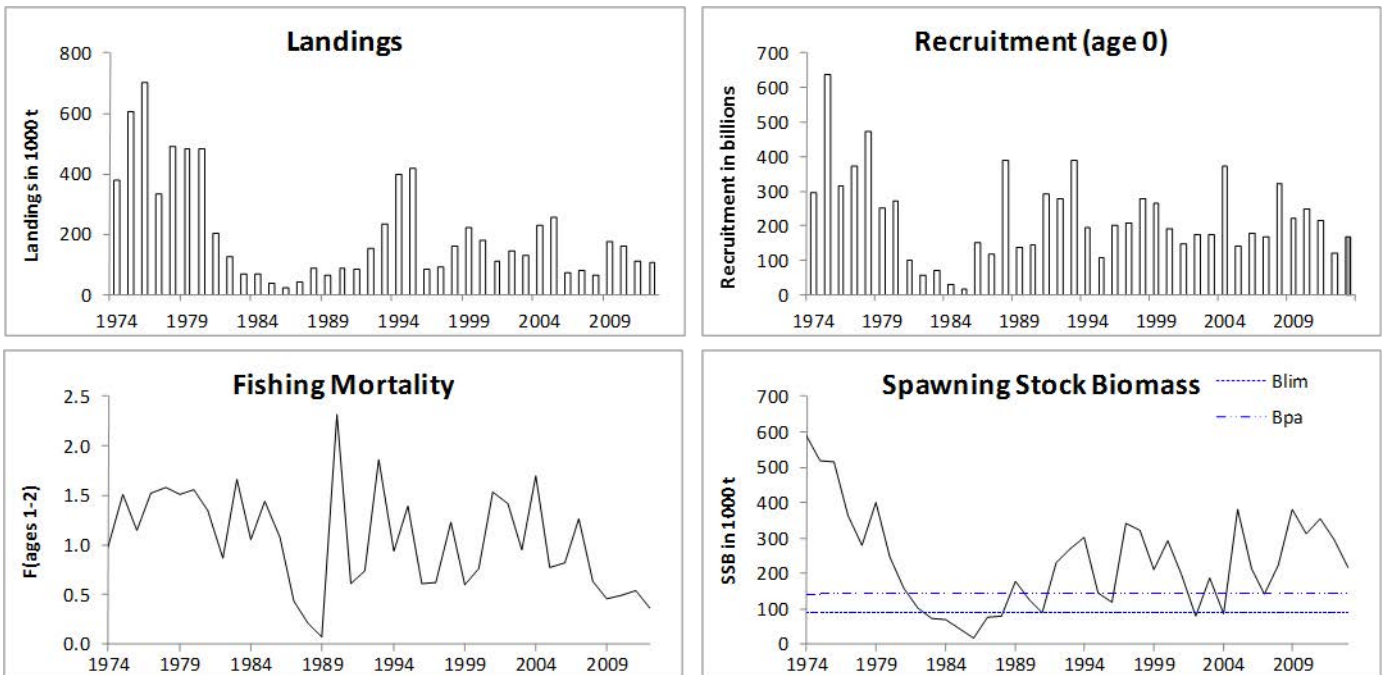 Landings
Landings in 1000 t
800
600
400
200
0
1974 1979 1984 1989 1994 1999 2004 2009
Recruitment (age 0)
Recruitment in billions
700
600
500
400
300
200
100
0
1974 1979 1984 1989 1994 1999 2004 2009
Fishing Mortality
F(ages 1-2)
2.5
2.0
1.5
1.0
0.5
0.0
1974 1979 1984 1989 1994 1999 2004 2009
Spawning Stock Biomass
Blim
Bpa
SSB in 1000 t
700
600
500
400
300
200
100
0
1974 1979 1984 1989 1994 1999 2004 2009